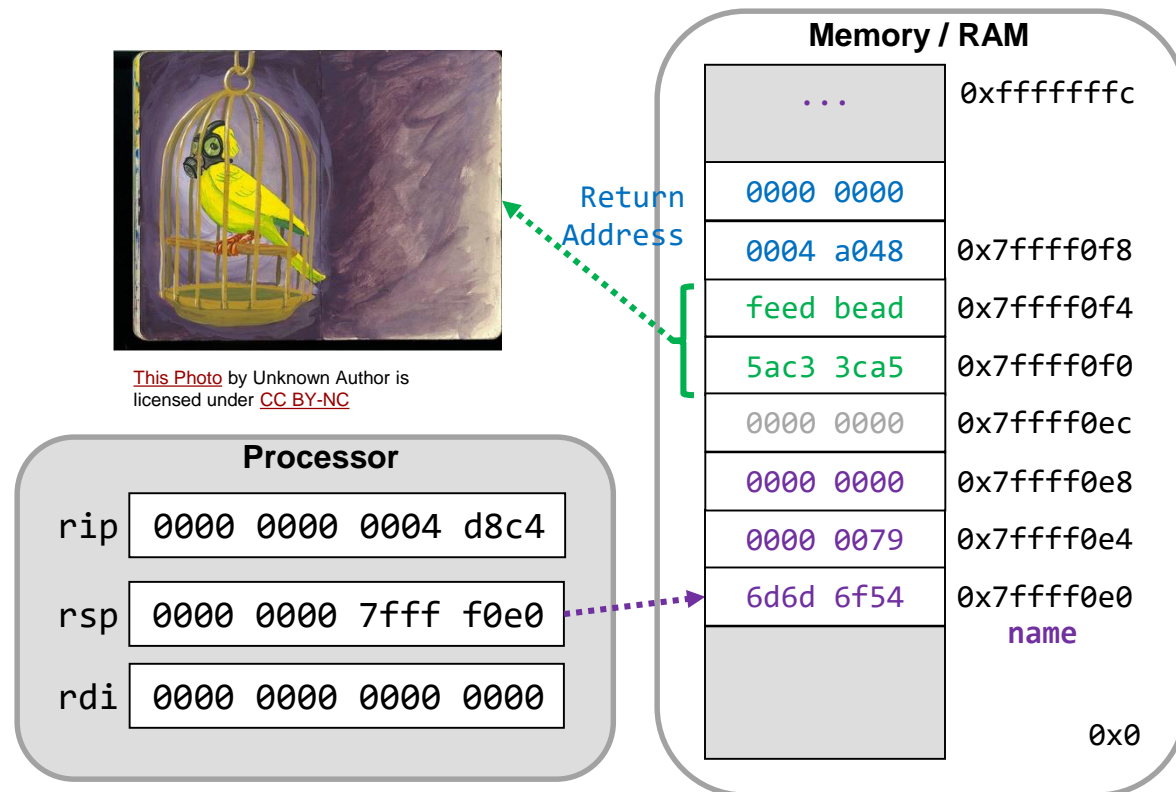 Memory / RAM
... 0xfffffffc
Return
Address
0000 0000
0004 a048 0x7ffff0f8
feed bead 0x7ffff0f4
5ac3 3ca5 0x7ffff0f0
0000 0000 0x7ffff0ec
0000 0000 0x7ffff0e8
0000 0079 0x7ffff0e4
6d6d 6f54 0x7ffff0e0
name
0x0
This Photo by Unknown Author is
licensed under CC BY-NC
Processor
rip 0000 0000 0004 d8c4
rsp 0000 0000 7fff f0e0
rdi 0000 0000 0000 0000